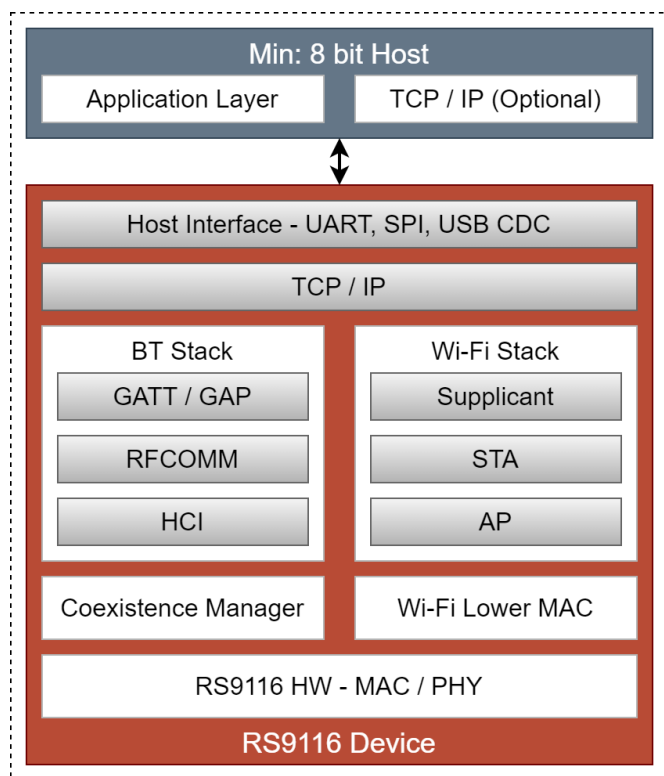 Min: 8 bit Host
Application Layer
TCP / IP (Optional)
Host Interface - UART, SPI, USB CDC
TCP / IP
BT Stack
GATT / GAP
RFCOMM
HCI
Wi-Fi Stack
Supplicant
STA
AP
Coexistence Manager
Wi-Fi Lower MAC
RS9116 HW - MAC / PHY
RS9116 Device